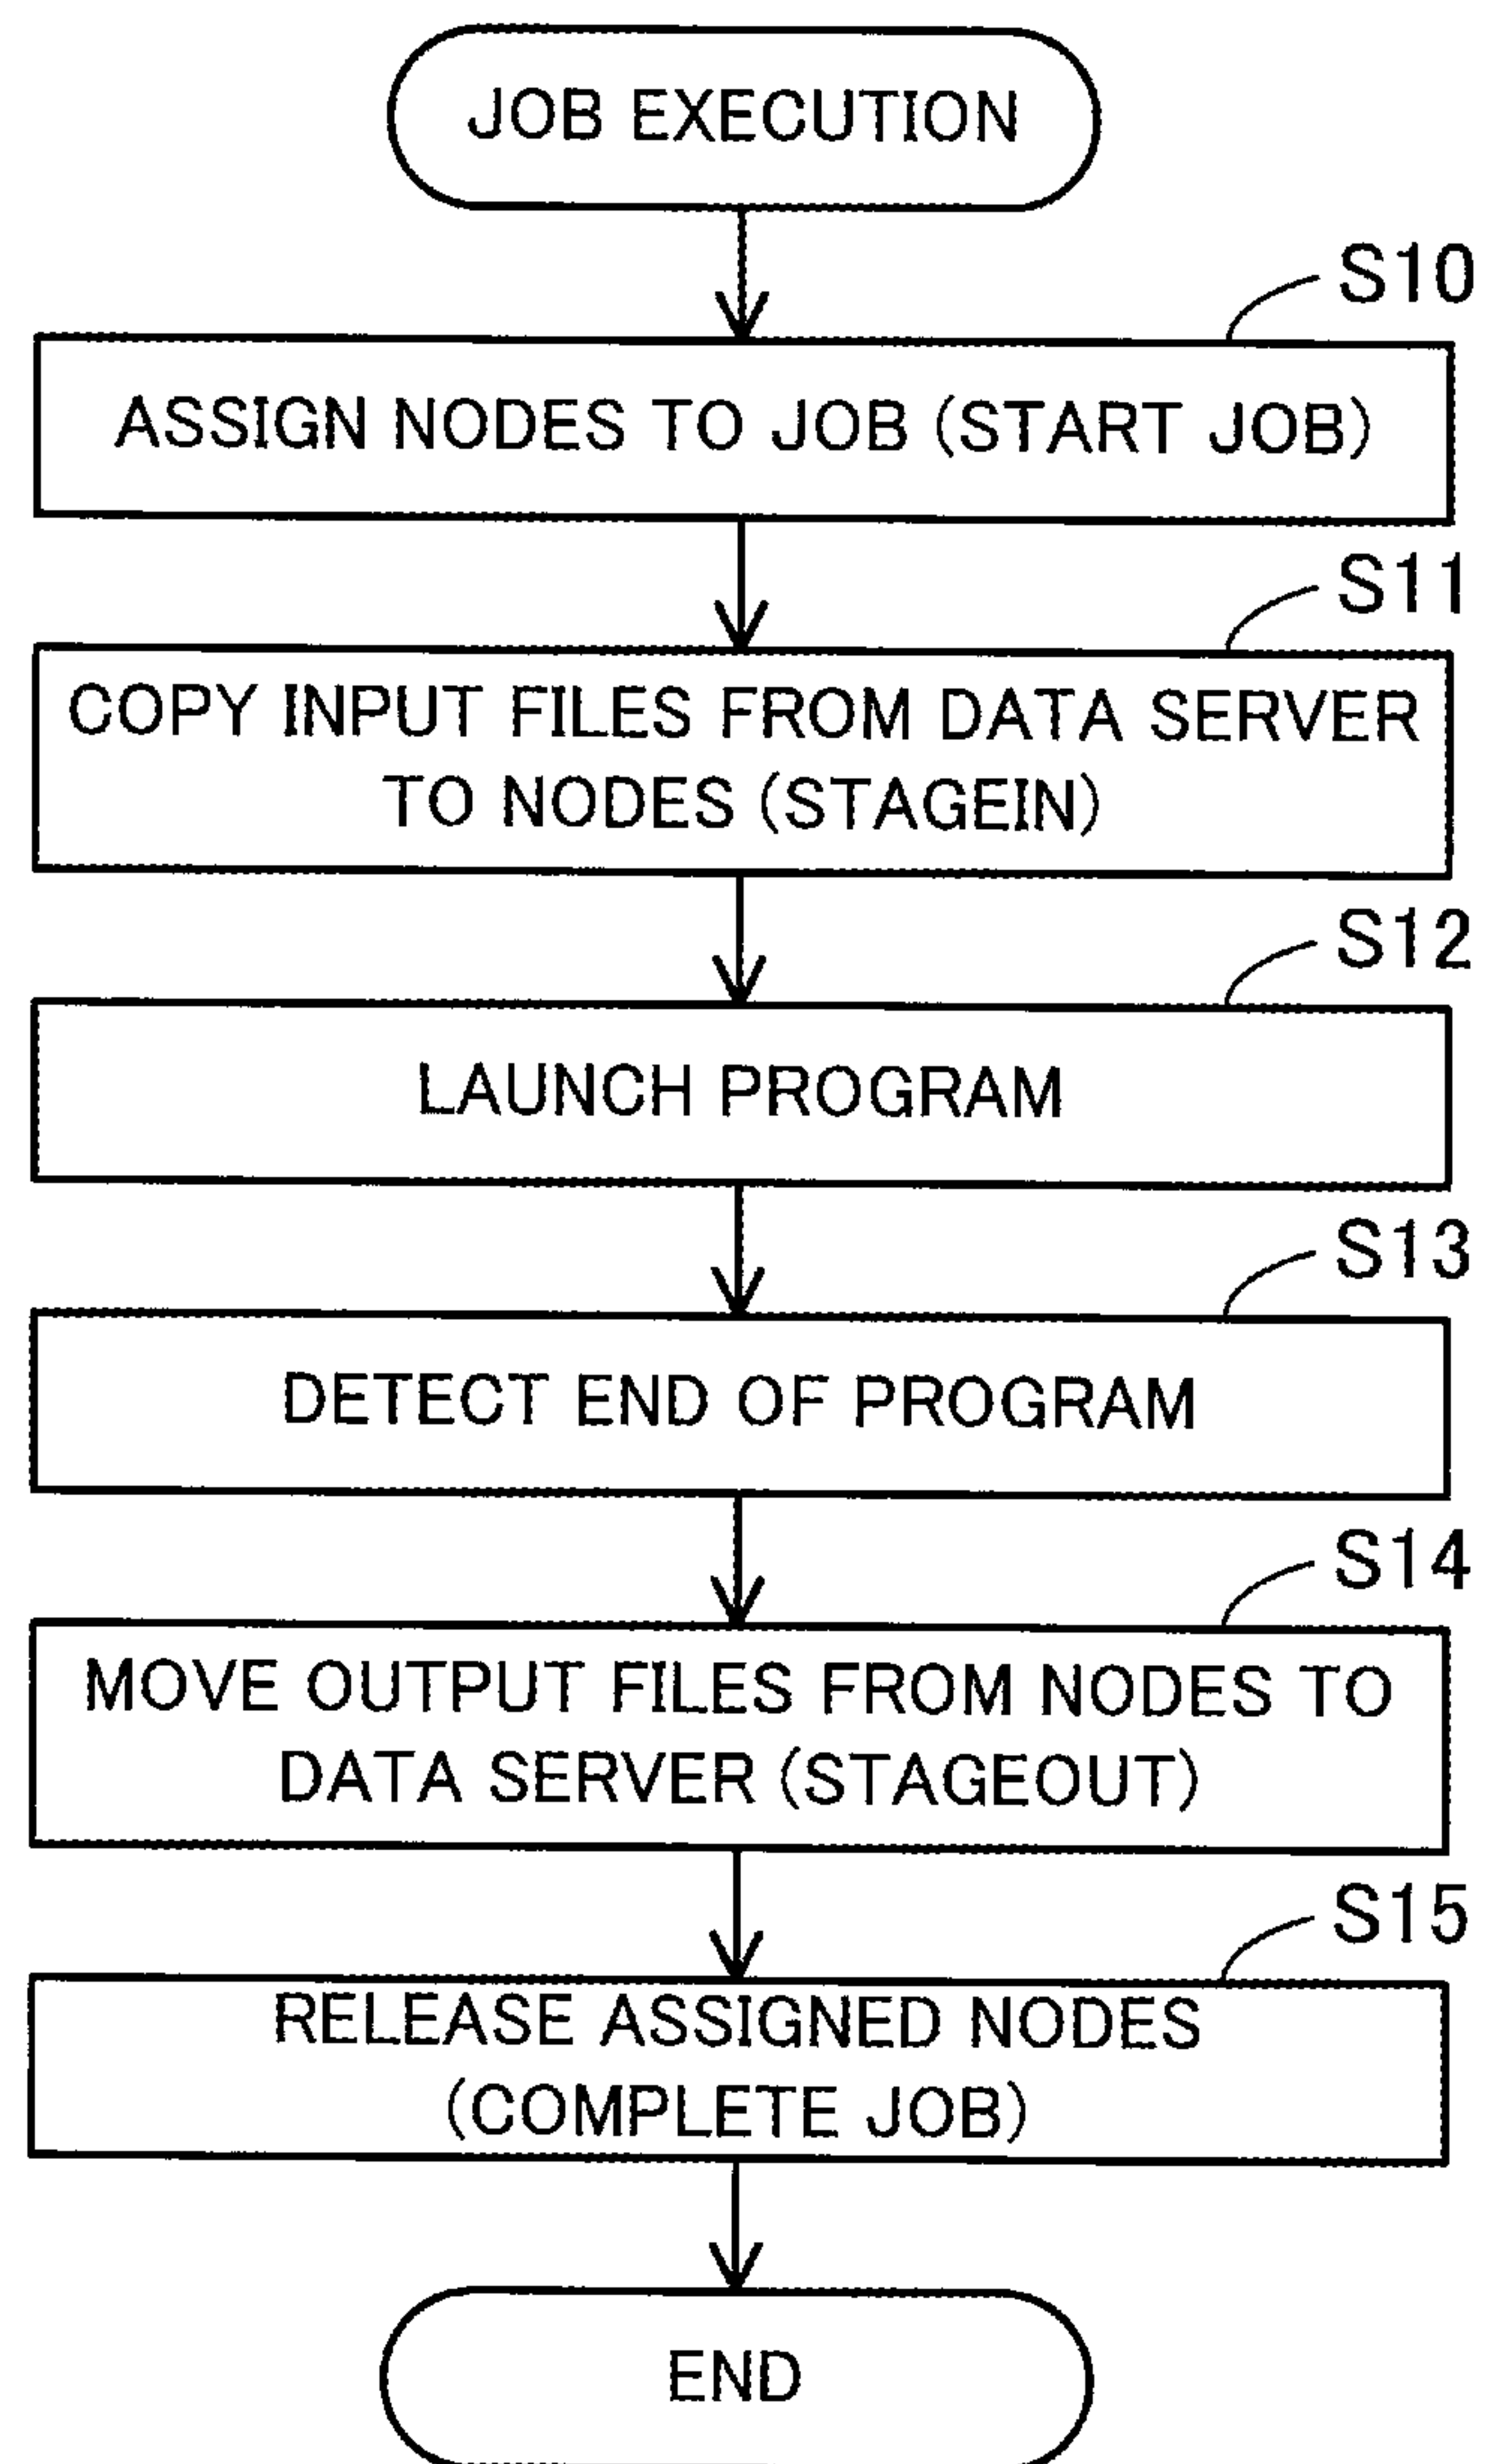 JOB EXECUTION
S10
ASSIGN NODES TO JOB (START JOB)
S11
COPY INPUT FILES FROM DATA SERVER
TO NODES (STAGEIN)
S12
LAUNCH PROGRAM
S13
DETECT END OF PROGRAM
S14
MOVE OUTPUT FILES FROM NODES TO
DATA SERVER (STAGEOUT)
S15
RELEASE ASSIGNED NODES
(COMPLETE JOB)
END